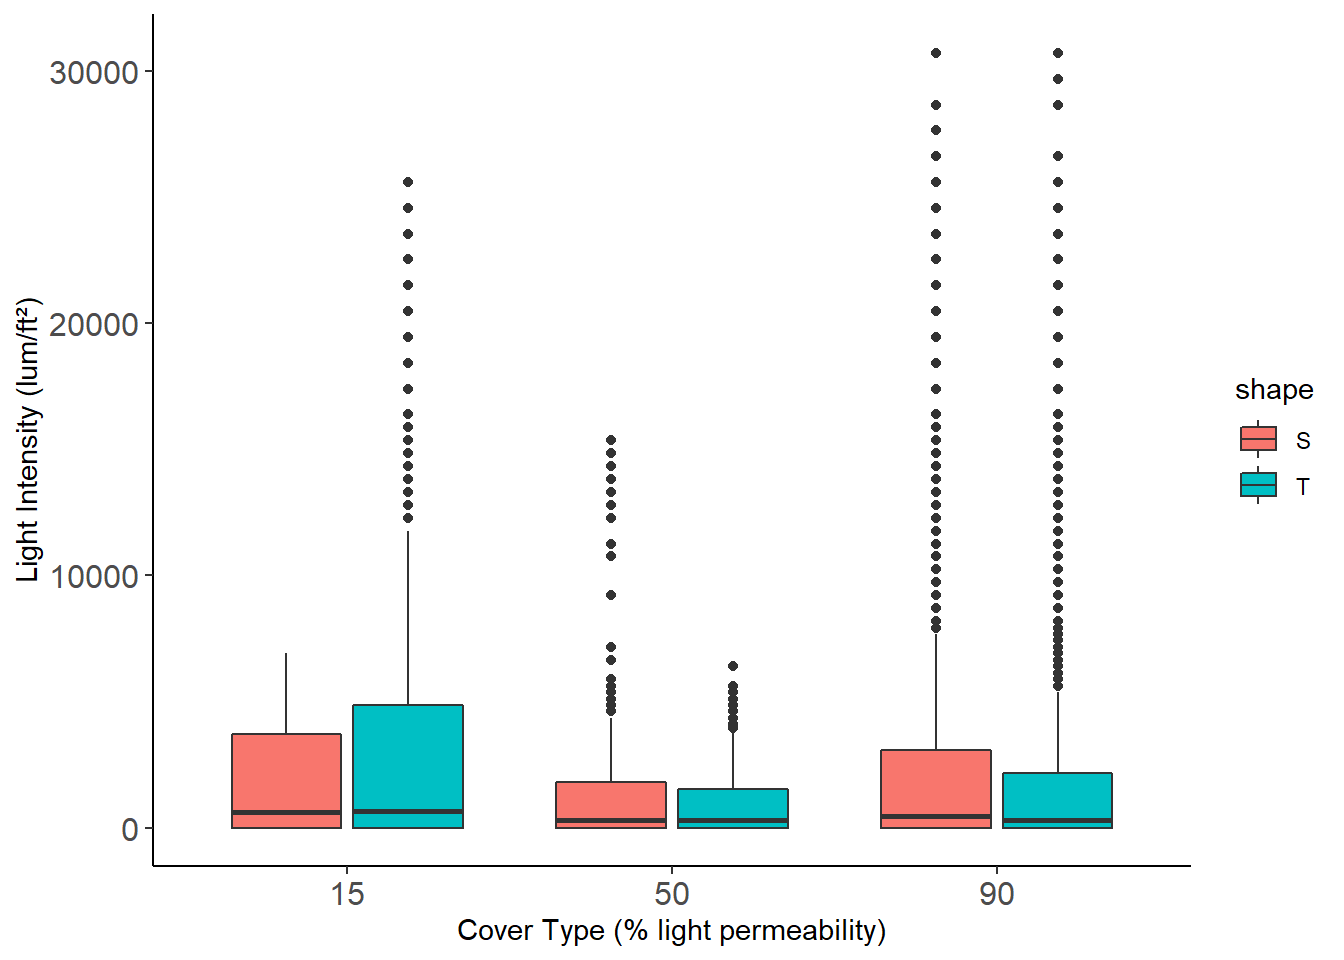 30000
20000
10000
0
Light Intensity (lum/ft²)
15
50
90
Cover Type (% light permeability)
shape
S
T